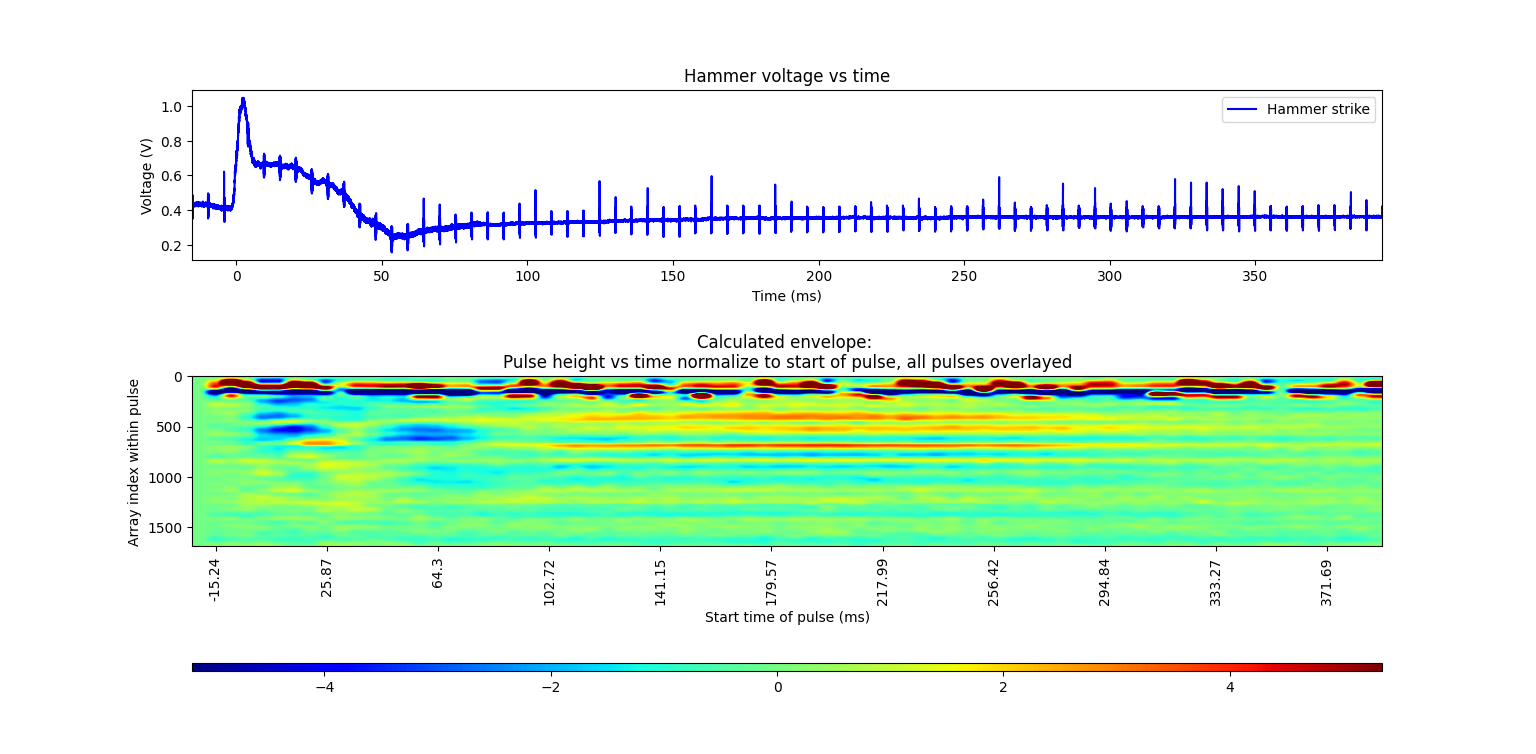 Hammer voltage vs time
1.0
0.8
0.6
0.4
0.2
Voltage (V)
Hammer strike
0 50 100 150 200 250 300 350
Time (ms)
Calculated envelope:
Pulse height vs time normalize to start of pulse, all pulses overlayed
0
500
1000
1500
Array index within pulse
-15.24 25.87 64.3 102.72 141.15 179.57 217.99 256.42 294.84 333.27 371.69
Start time of pulse (ms)
−4 −2 0 2 4